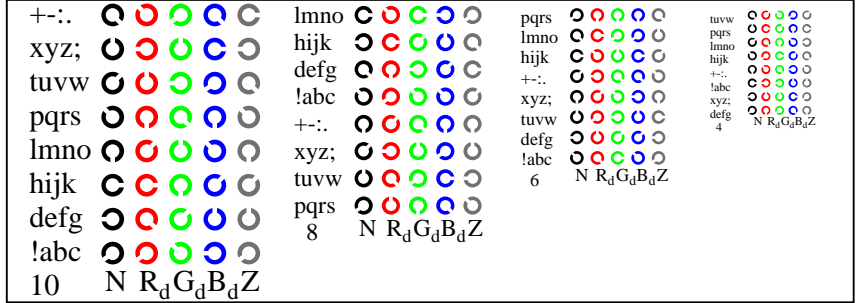 +-:.
xyz;
tuvw
pqrs
lmno
hijk
defg
!abc
10 N RdGdBdZ
lmno
hijk
defg
!abc
+-:.
xyz;
tuvw
pqrs
8 N RdGdBdZ
pqrs
lmno
hijk
+-:.
xyz;
tuvw
defg
!abc
6 N RdGdBdZ
tuvw
pqrs
lmno
hijk
+-:.
!abc
xyz;
defg
4 N RdGdBdZ